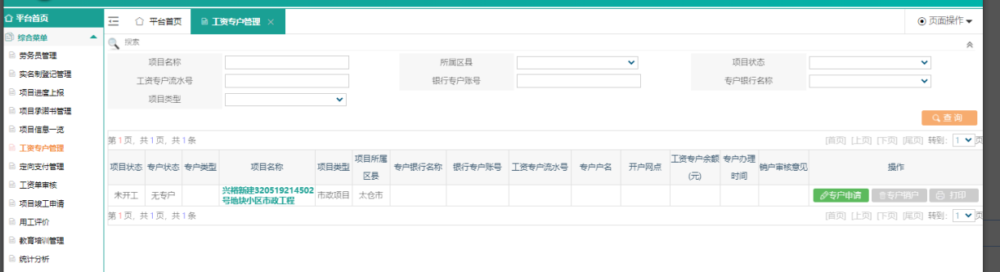 平台首页
综合菜单
劳务员管理
实名制登记管理
项目进度上报
项目承诺书管理
项目信息一览
工资专户管理
定向支付管理
工资单审核
项目竣工申请
用工评价
教育培训管理
统计分析
平台首页 工资专户管理 × 页面操作
搜索
项目名称 所属区县 项目状态
工资专户流水号 银行专户账号 专户银行名称
项目类型
查询
第1页, 共1页, 共1条 [首页] [上页] [下页] [尾页] 转到: 1 页
项目状态 专户状态 专户类型 项目名称 项目类型 项目所属区县 专户银行名称 银行专户账号 工资专户流水号 专户户名 开户网点 工资专户余额(元) 专户办理时间 销户审核意见 操作
未开工 无专户 兴裕新建320519214502号地块小区市政工程 市政项目 太仓市 专户申请 专户销户 打印
第1页, 共1页, 共1条 [首页] [上页] [下页] [尾页] 转到: 1 页